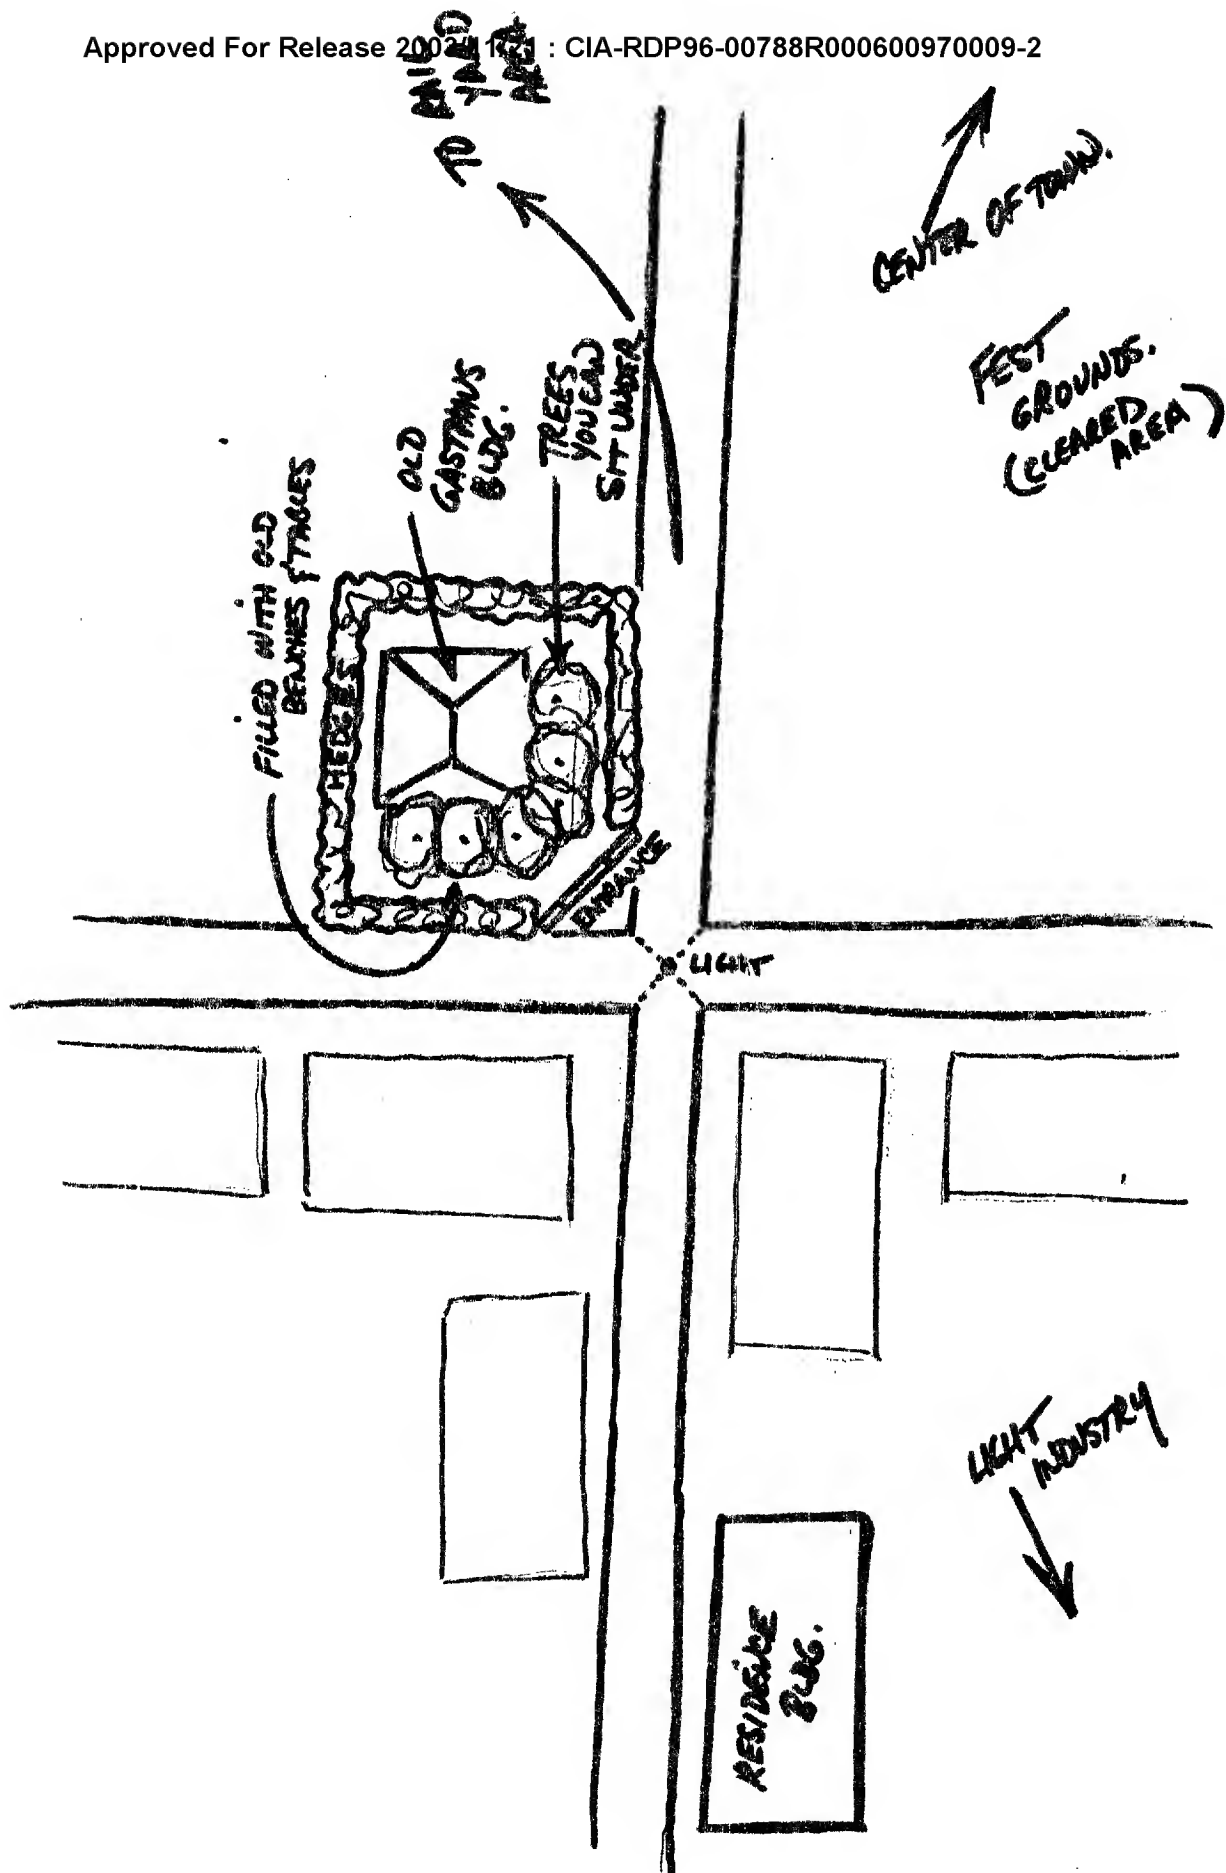 Approved For Release 2002/11/11 : CIA-RDP96-00788R000600970009-2
TO RAIL
YARD
AREA
CENTER OF TOWN.
FEST
GROUNDS.
(CLEARED
AREA)
FILLED WITH OLD
BENCHES & TABLES
OLD
GASTHAUS
BLDG.
TREES
YOU CAN
SIT UNDER
HEDGES
ENTRANCE
LIGHT
LIGHT
INDUSTRY
RESIDENCE
BLDG.